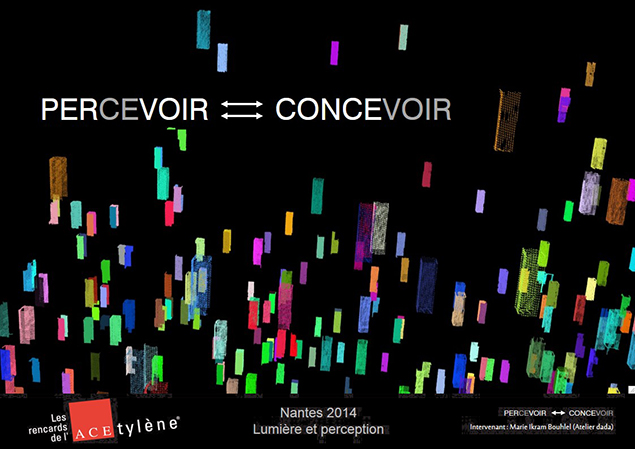 PERCEVOIR ⟷ CONCEVOIR
Les
rencards
de l'
ACEtylène®
Nantes 2014
Lumière et perception
PERCEVOIR ⟷ CONCEVOIR
Intervenant : Marie Ikram Bouhlel (Atelier dada)